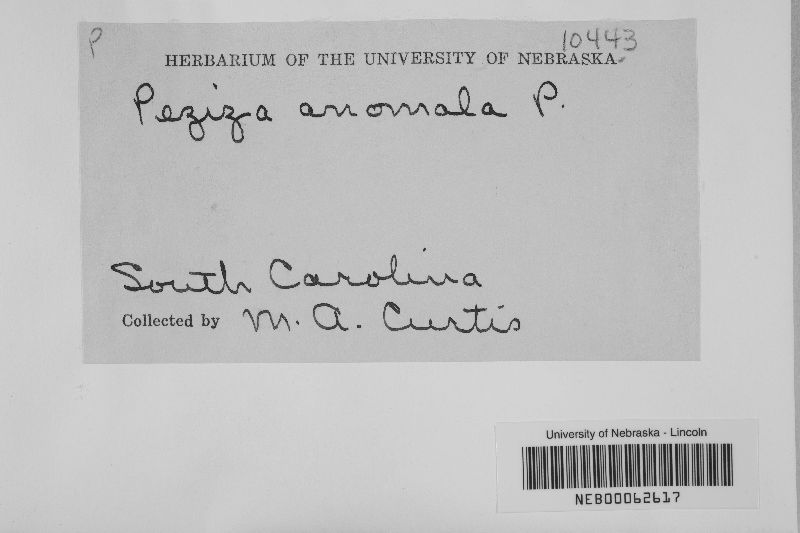 P 10443
HERBARIUM OF THE UNIVERSITY OF NEBRASKA
Peziza anomala P.
South Carolina
Collected by M. A. Curtis
University of Nebraska - Lincoln
NEB00062617